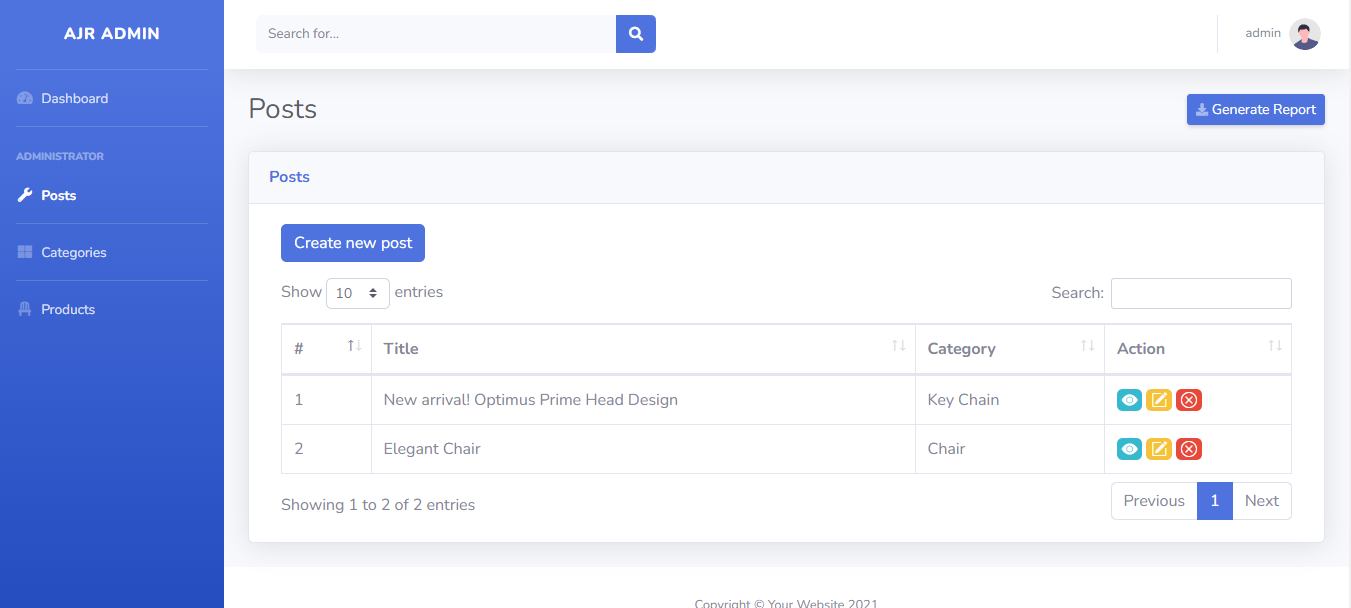 AJR ADMIN
Search for...
admin
Dashboard
ADMINISTRATOR
Posts
Categories
Products
Posts
Generate Report
Posts
Create new post
Show 10 entries
Search:
# Title Category Action
1 New arrival! Optimus Prime Head Design Key Chain
2 Elegant Chair Chair
Showing 1 to 2 of 2 entries
Previous 1 Next
Copyright © Your Website 2021